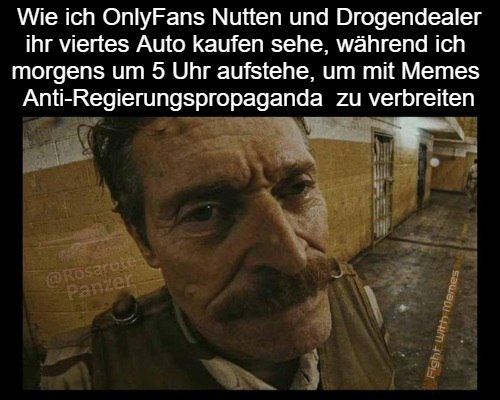 Wie ich OnlyFans Nutten und Drogendealer
ihr viertes Auto kaufen sehe, während ich
morgens um 5 Uhr aufstehe, um mit Memes
Anti-Regierungspropaganda zu verbreiten
@Rosarote
Panzer
Fight with Memes